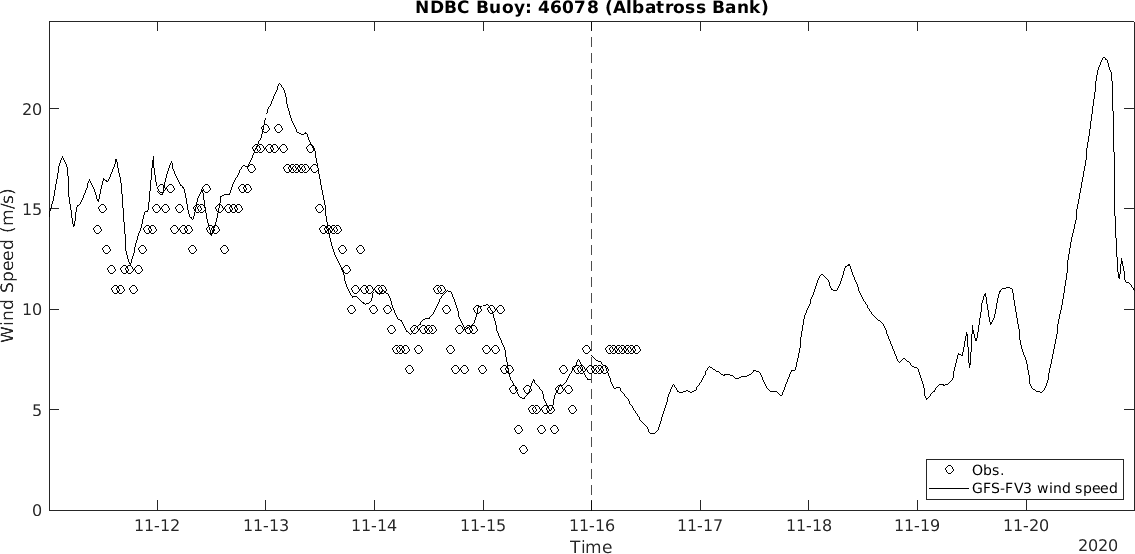 NDBC Buoy: 46078 (Albatross Bank)
20
15
10
5
0
Wind Speed (m/s)
Obs.
GFS-FV3 wind speed
11-12 11-13 11-14 11-15 11-16 11-17 11-18 11-19 11-20
Time
2020